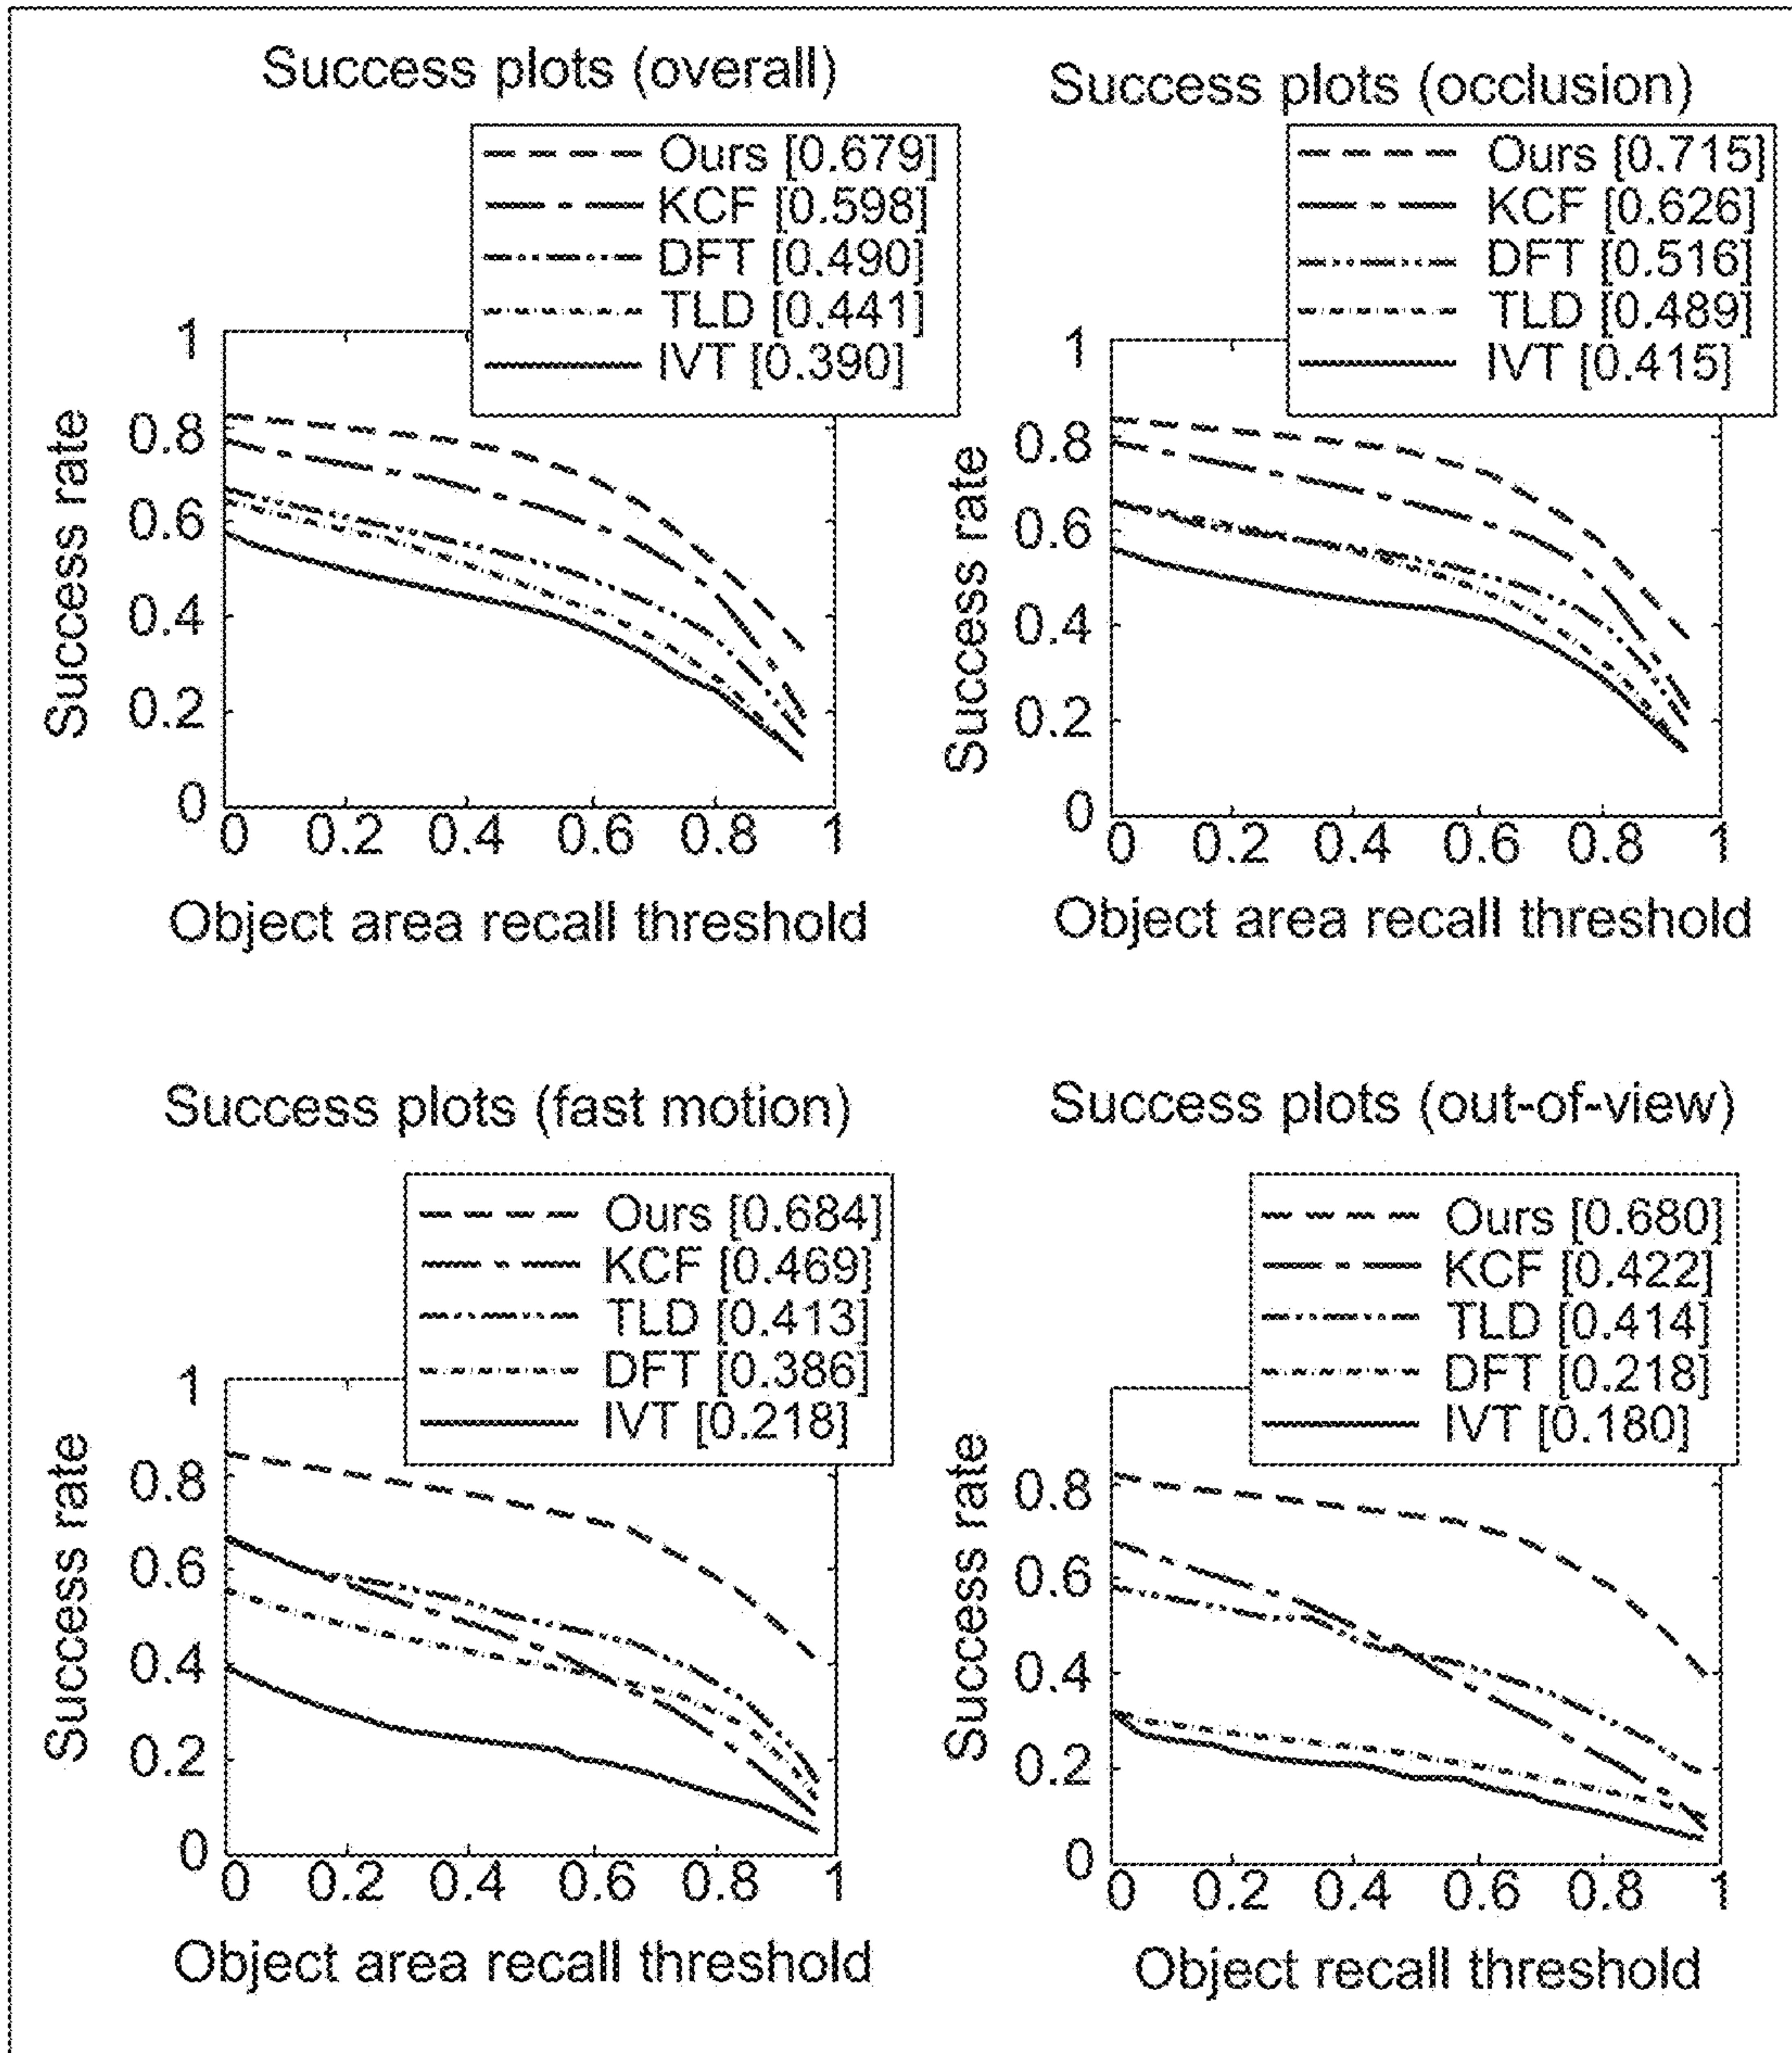 Success plots (overall)
Ours [0.679]
KCF [0.598]
DFT [0.490]
TLD [0.441]
IVT [0.390]
1
0.8
0.6
0.4
0.2
0
Success rate
0 0.2 0.4 0.6 0.8 1
Object area recall threshold
Success plots (occlusion)
Ours [0.715]
KCF [0.626]
DFT [0.516]
TLD [0.489]
IVT [0.415]
1
0.8
0.6
0.4
0.2
0
Success rate
0 0.2 0.4 0.6 0.8 1
Object area recall threshold
Success plots (fast motion)
Ours [0.684]
KCF [0.469]
TLD [0.413]
DFT [0.386]
IVT [0.218]
1
0.8
0.6
0.4
0.2
0
Success rate
0 0.2 0.4 0.6 0.8 1
Object area recall threshold
Success plots (out-of-view)
Ours [0.680]
KCF [0.422]
TLD [0.414]
DFT [0.218]
IVT [0.180]
0.8
0.6
0.4
0.2
0
Success rate
0 0.2 0.4 0.6 0.8 1
Object recall threshold